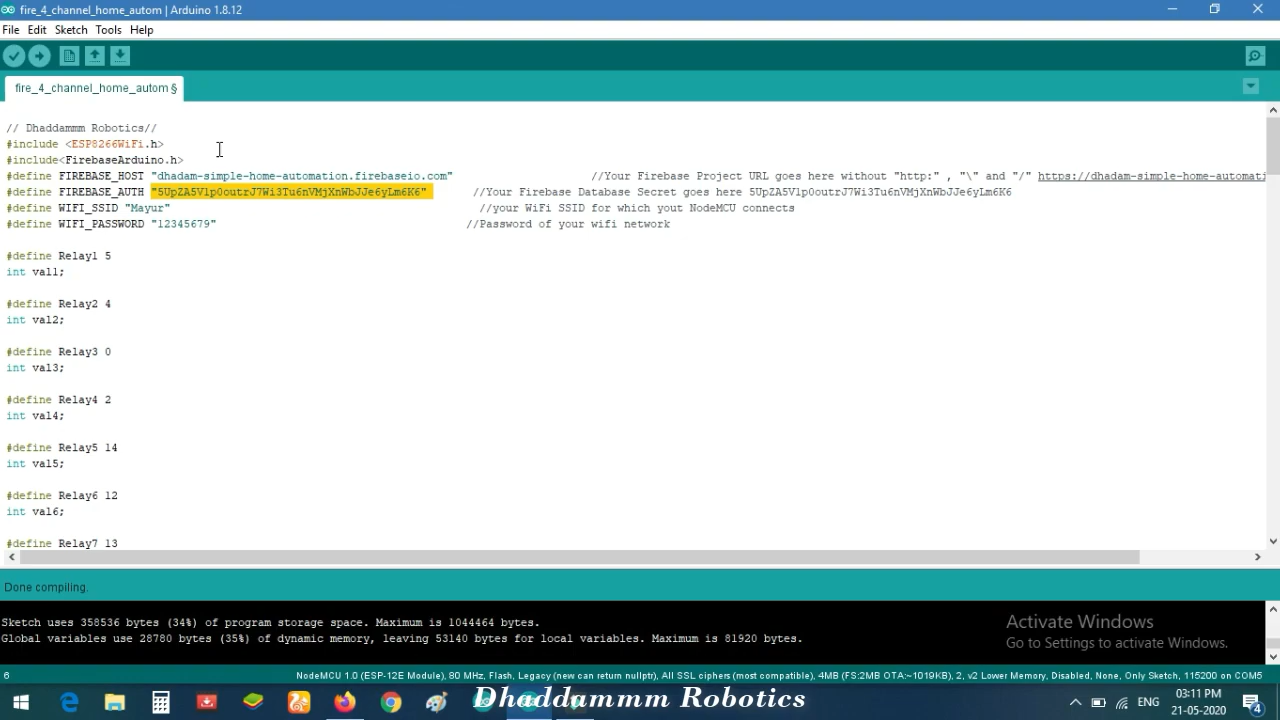 fire_4_channel_home_autom | Arduino 1.8.12
File Edit Sketch Tools Help
fire_4_channel_home_autom §
// Dhaddammm Robotics//
#include <ESP8266WiFi.h>
#include<FirebaseArduino.h>
#define FIREBASE_HOST "dhadam-simple-home-automation.firebaseio.com" //Your Firebase Project URL goes here without "http:" , "\" and "/" https://dhadam-simple-home-automati
#define FIREBASE_AUTH "5UpZA5Vlp0outrJ7Wi3Tu6nVMjXnWbJJe6yLm6K6" //Your Firebase Database Secret goes here 5UpZA5Vlp0outrJ7Wi3Tu6nVMjXnWbJJe6yLm6K6
#define WIFI_SSID "Mayur" //your WiFi SSID for which yout NodeMCU connects
#define WIFI_PASSWORD "12345679" //Password of your wifi network
#define Relay1 5
int val1;
#define Relay2 4
int val2;
#define Relay3 0
int val3;
#define Relay4 2
int val4;
#define Relay5 14
int val5;
#define Relay6 12
int val6;
#define Relay7 13
Done compiling.
Sketch uses 358536 bytes (34%) of program storage space. Maximum is 1044464 bytes.
Global variables use 28780 bytes (35%) of dynamic memory, leaving 53140 bytes for local variables. Maximum is 81920 bytes.
Activate Windows
Go to Settings to activate Windows.
6 NodeMCU 1.0 (ESP-12E Module), 80 MHz, Flash, Legacy (new can return nullptr), All SSL ciphers (most compatible), 4MB (FS:2MB OTA:~1019KB), 2, v2 Lower Memory, Disabled, None, Only Sketch, 115200 on COM5
Dhaddummm Robotics
ENG
03:11 PM
21-05-2020
4